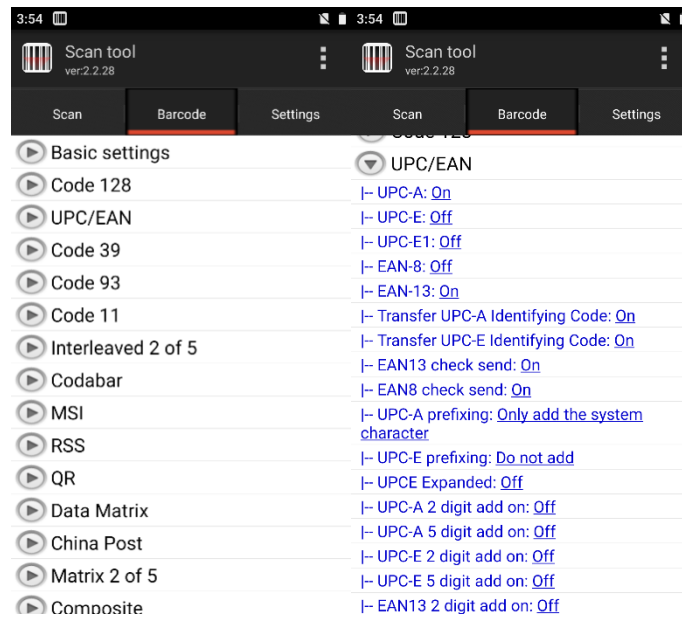 3:54
Scan tool
ver:2.2.28
Scan Barcode Settings
Basic settings
Code 128
UPC/EAN
Code 39
Code 93
Code 11
Interleaved 2 of 5
Codabar
MSI
RSS
QR
Data Matrix
China Post
Matrix 2 of 5
Composite
3:54
Scan tool
ver:2.2.28
Scan Barcode Settings
Code 128
UPC/EAN
|-- UPC-A: On
|-- UPC-E: Off
|-- UPC-E1: Off
|-- EAN-8: Off
|-- EAN-13: On
|-- Transfer UPC-A Identifying Code: On
|-- Transfer UPC-E Identifying Code: On
|-- EAN13 check send: On
|-- EAN8 check send: On
|-- UPC-A prefixing: Only add the system
character
|-- UPC-E prefixing: Do not add
|-- UPCE Expanded: Off
|-- UPC-A 2 digit add on: Off
|-- UPC-A 5 digit add on: Off
|-- UPC-E 2 digit add on: Off
|-- UPC-E 5 digit add on: Off
|-- EAN13 2 digit add on: Off